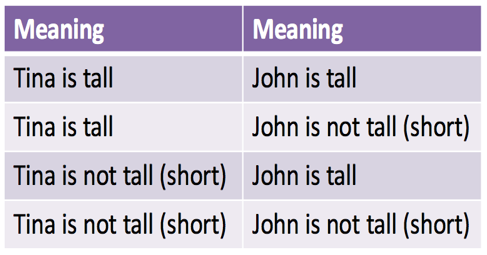 Meaning Meaning
Tina is tall John is tall
Tina is tall John is not tall (short)
Tina is not tall (short) John is tall
Tina is not tall (short) John is not tall (short)